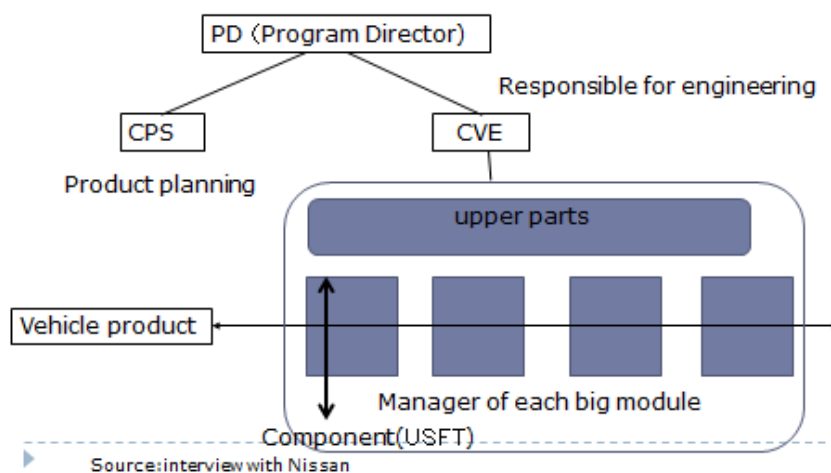 PD (Program Director)
Responsible for engineering
CPS
CVE
Product planning
upper parts
Vehicle product
Manager of each big module
Component(USFT)
Source:interview with Nissan